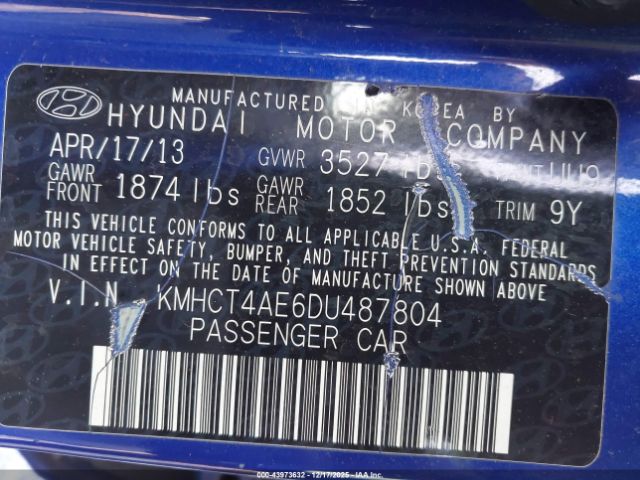 MANUFACTURED IN KOREA BY
HYUNDAI MOTOR COMPANY
APR/17/13 GVWR 3527 lbs
GAWR FRONT 1874 lbs GAWR REAR 1852 lbs TRIM 9Y
THIS VEHICLE CONFORMS TO ALL APPLICABLE U.S.A. FEDERAL
MOTOR VEHICLE SAFETY, BUMPER, AND THEFT PREVENTION STANDARDS
IN EFFECT ON THE DATE OF MANUFACTURE SHOWN ABOVE
V.I.N KMHCT4AE6DU487804
PASSENGER CAR
000-43973632 - 12/17/2025 - IAA Inc.